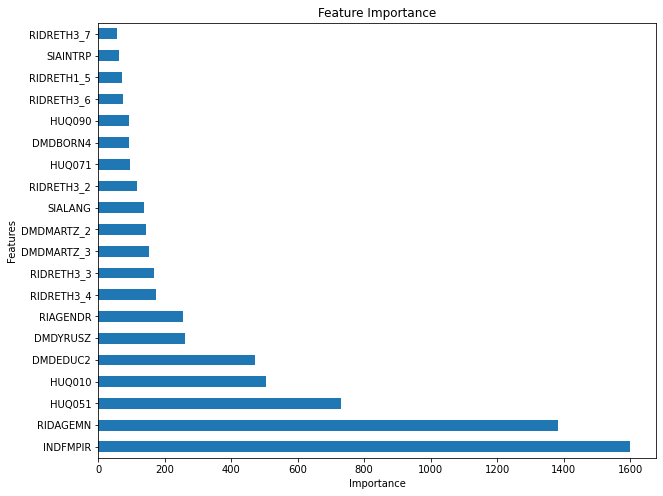 Feature Importance
Features
RIDRETH3_7
SIAINTRP
RIDRETH1_5
RIDRETH3_6
HUQ090
DMDBORN4
HUQ071
RIDRETH3_2
SIALANG
DMDMARTZ_2
DMDMARTZ_3
RIDRETH3_3
RIDRETH3_4
RIAGENDR
DMDYRUSZ
DMDEDUC2
HUQ010
HUQ051
RIDAGEMN
INDFMPIR
0 200 400 600 800 1000 1200 1400 1600
Importance